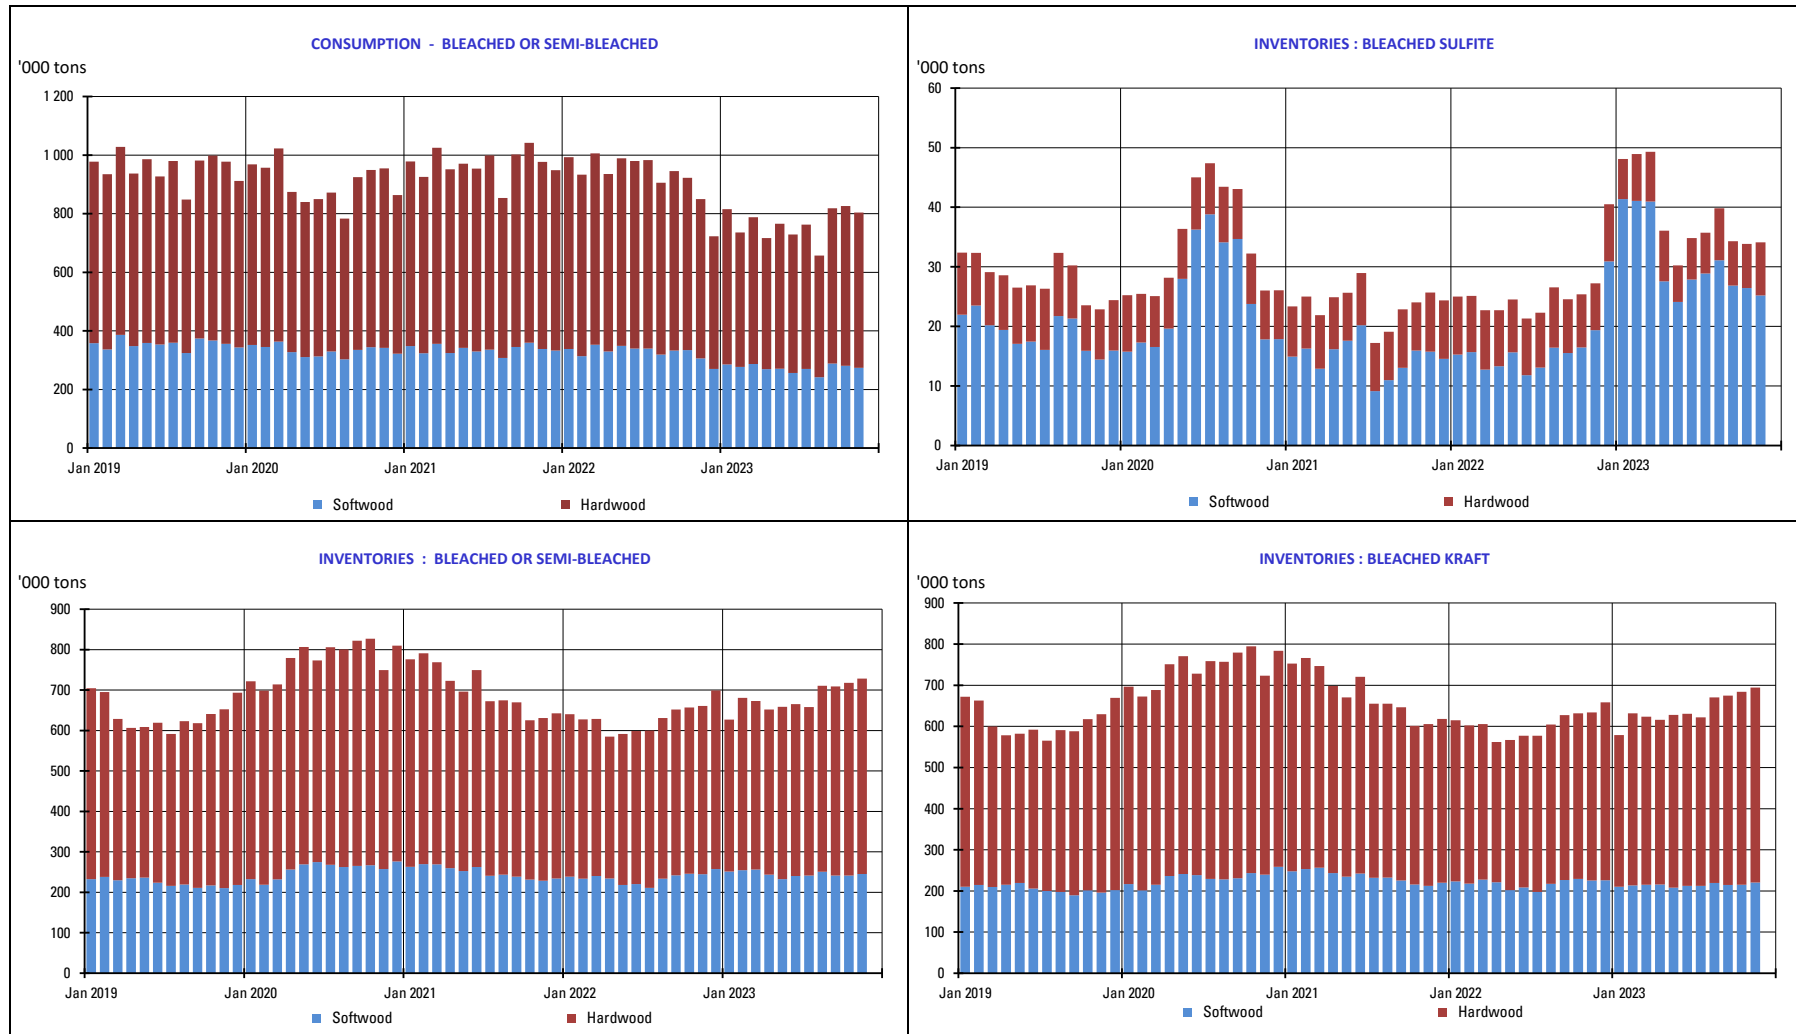 CONSUMPTION - BLEACHED OR SEMI-BLEACHED
'000 tons
1 200
1 000
800
600
400
200
0
Jan 2019 Jan 2020 Jan 2021 Jan 2022 Jan 2023
Softwood Hardwood
INVENTORIES : BLEACHED SULFITE
'000 tons
60
50
40
30
20
10
0
Jan 2019 Jan 2020 Jan 2021 Jan 2022 Jan 2023
Softwood Hardwood
INVENTORIES : BLEACHED OR SEMI-BLEACHED
'000 tons
900
800
700
600
500
400
300
200
100
0
Jan 2019 Jan 2020 Jan 2021 Jan 2022 Jan 2023
Softwood Hardwood
INVENTORIES : BLEACHED KRAFT
'000 tons
900
800
700
600
500
400
300
200
100
0
Jan 2019 Jan 2020 Jan 2021 Jan 2022 Jan 2023
Softwood Hardwood